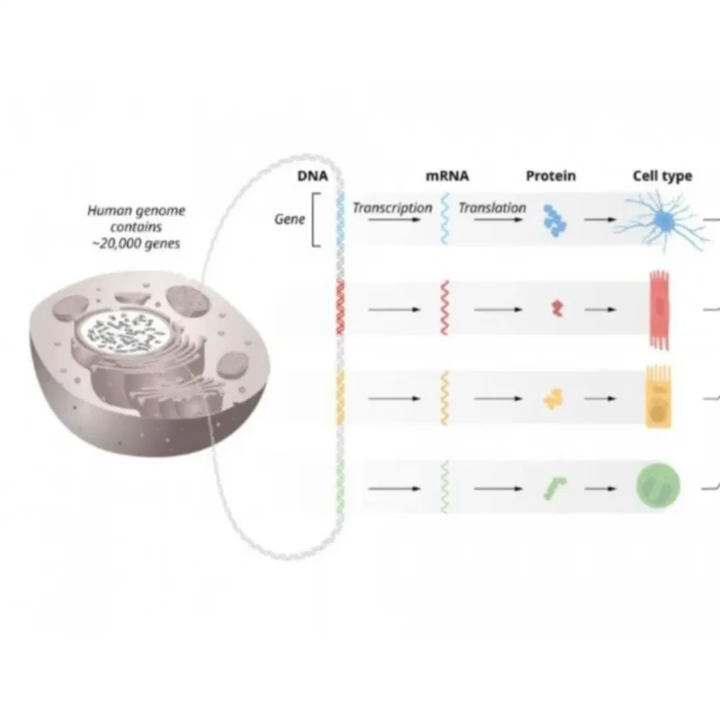 DNA
mRNA
Protein
Cell type
Human genome
contains
~20,000 genes
Gene
Transcription
Translation